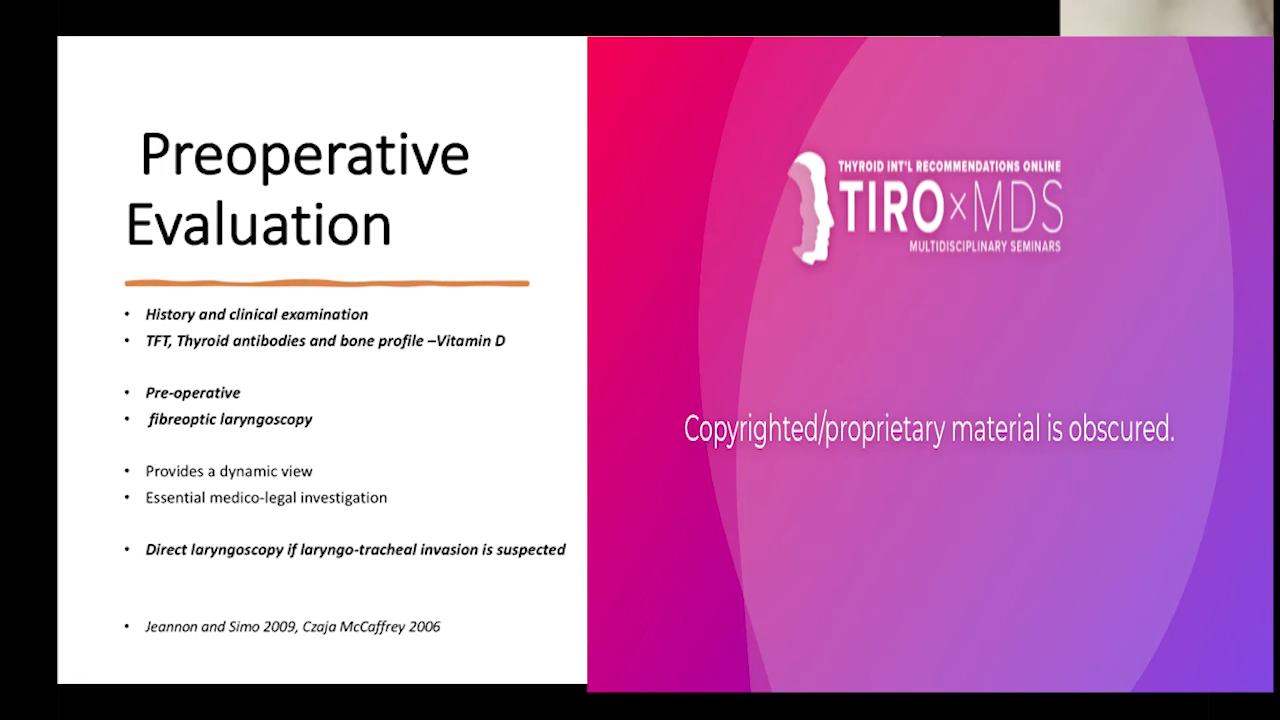 Preoperative
Evaluation
• History and clinical examination
• TFT, Thyroid antibodies and bone profile –Vitamin D
• Pre-operative
• fibreoptic laryngoscopy
• Provides a dynamic view
• Essential medico-legal investigation
• Direct laryngoscopy if laryngo-tracheal invasion is suspected
• Jeannon and Simo 2009, Czaja McCaffrey 2006
THYROID INT'L RECOMMENDATIONS ONLINE
TIRO×MDS
MULTIDISCIPLINARY SEMINARS
Copyrighted/proprietary material is obscured.